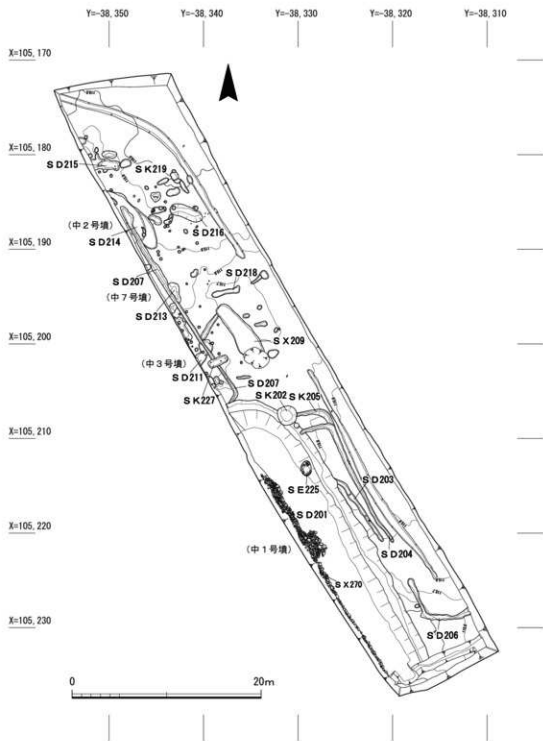 Y=-38,350 Y=-38,340 Y=-38,330 Y=-38,320 Y=-38,310
X=105,170
X=105,180
SD215
SK219
(中2号墳)
SD214
SD216
X=105,190
SD207
SD218
(中7号墳)
SD213
X=105,200
SX209
(中3号墳)
SD211
SD207
SK227
SK202
SK205
X=105,210
SE225
SD203
SD201
X=105,220
SD204
(中1号墳)
SX270
X=105,230
SD206
0 20m